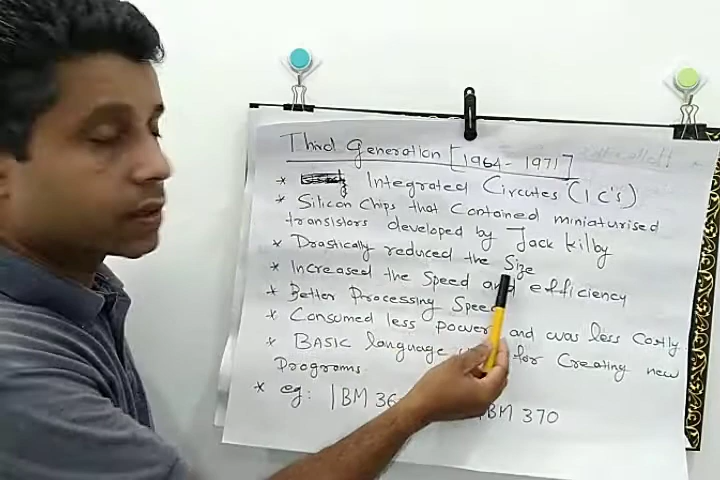 Third Generation [1964-1971]
* Integrated Circutes (IC's)
* Silicon Chips that Contained miniaturised
transistors developed by Jack kilby
* Drastically reduced the Size
* Increased the Speed and efficiency
* Better Processing Speed
* Consumed less power and was less Costly
* BASIC language for Creating new
Programs.
* eg: IBM 36 IBM 370